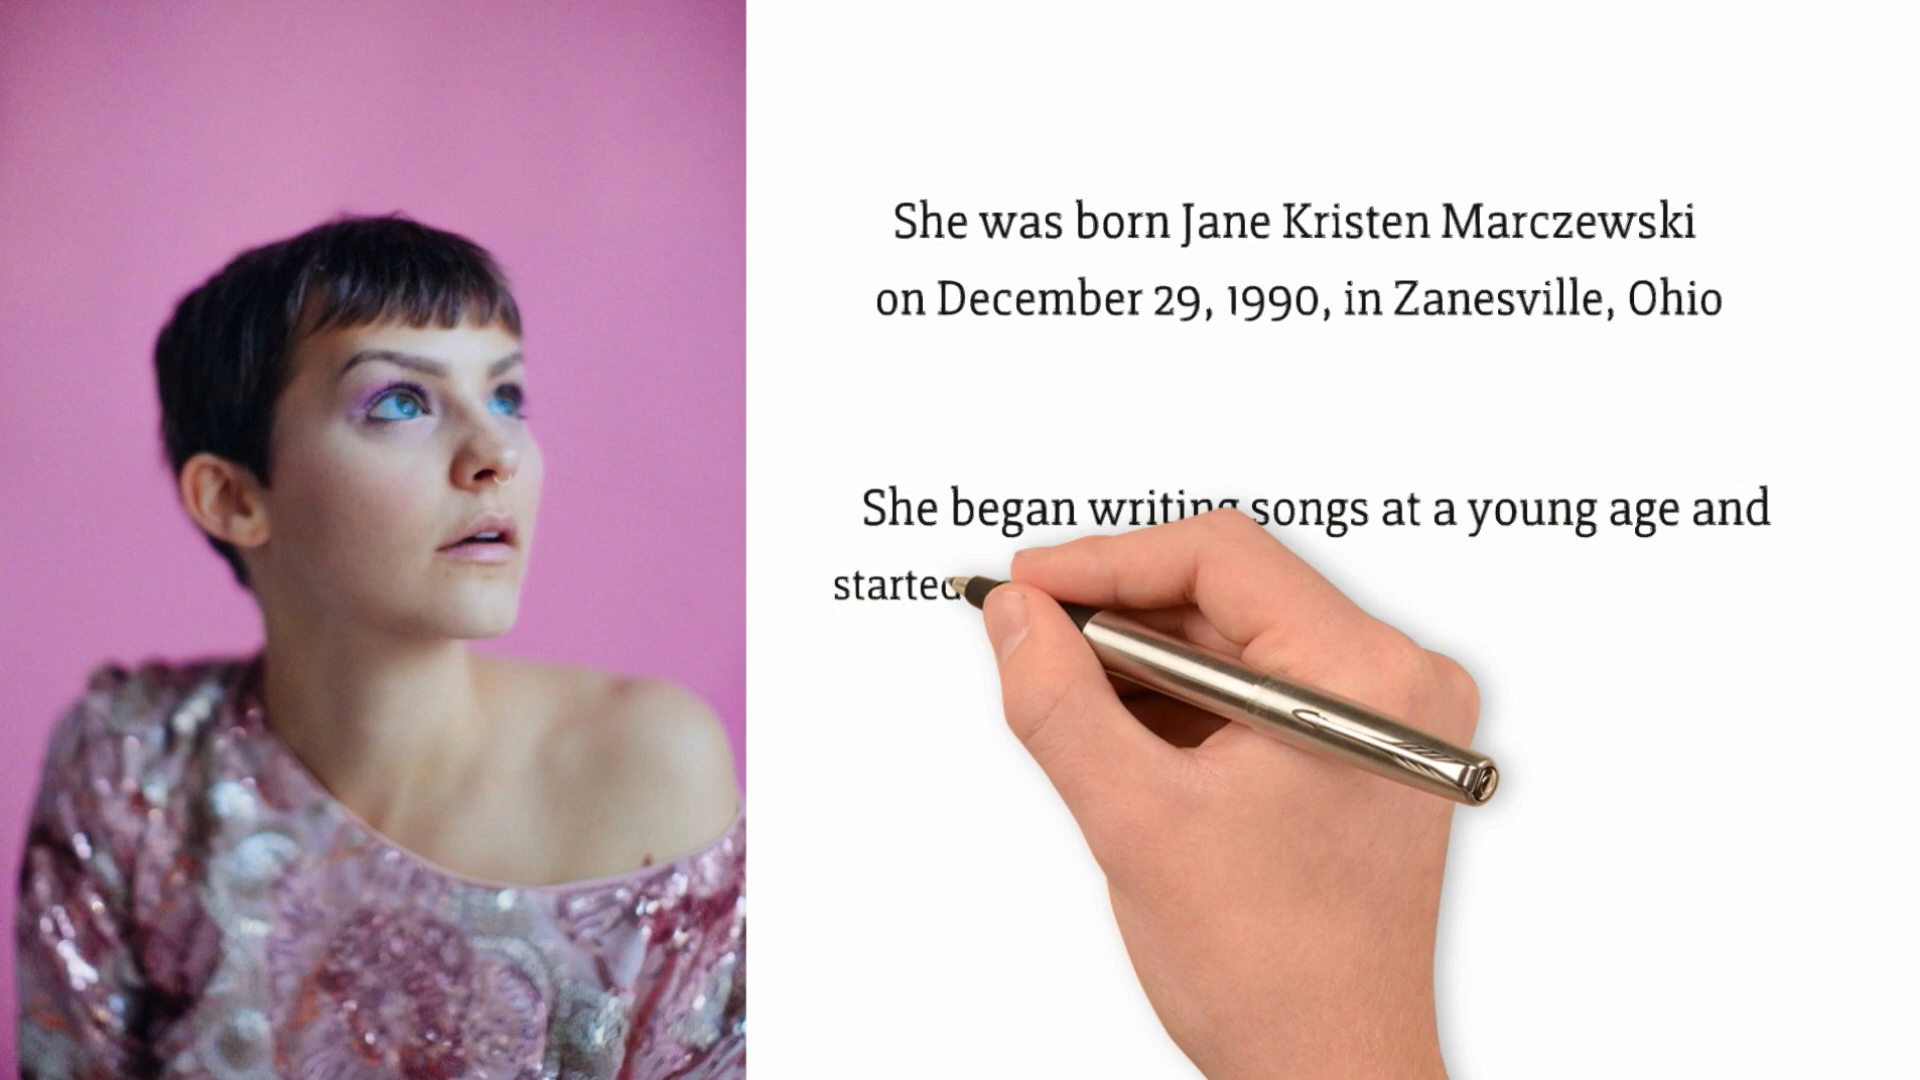 She was born Jane Kristen Marczewski
on December 29, 1990, in Zanesville, Ohio
She began writing songs at a young age and
started